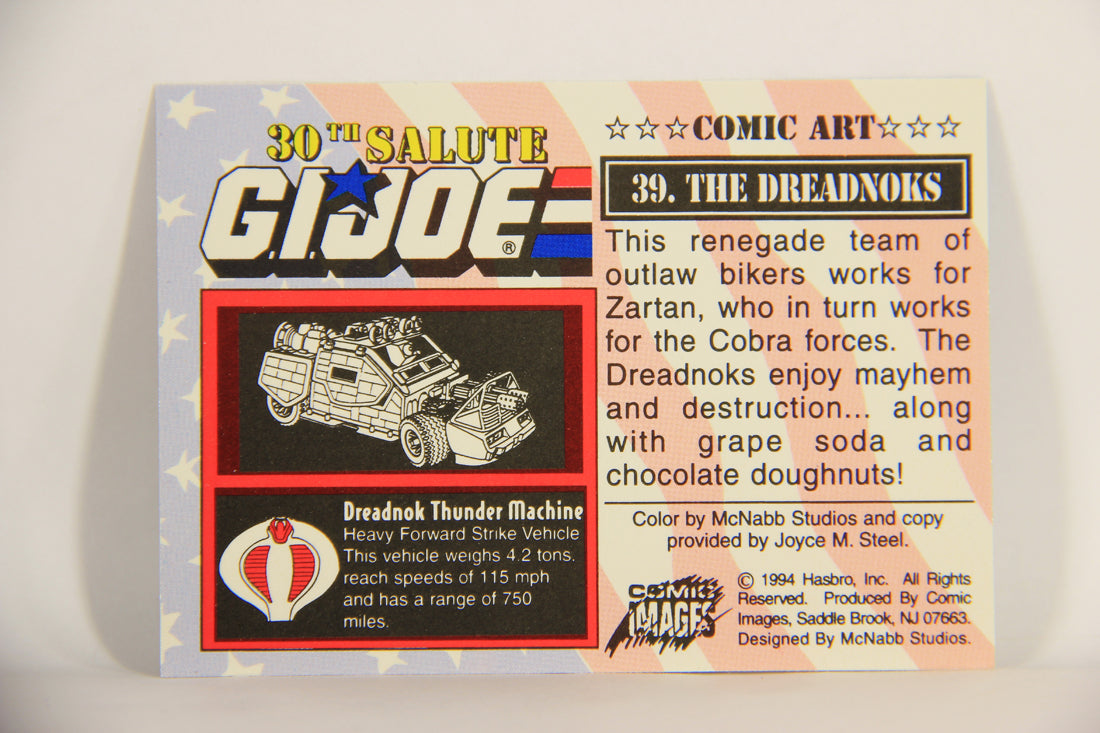 30TH SALUTE
G.I.JOE®
Dreadnok Thunder Machine
Heavy Forward Strike Vehicle
This vehicle weighs 4.2 tons,
reach speeds of 115 mph
and has a range of 750
miles.
☆☆☆COMIC ART☆☆☆
39. THE DREADNOKS
This renegade team of
outlaw bikers works for
Zartan, who in turn works
for the Cobra forces. The
Dreadnoks enjoy mayhem
and destruction... along
with grape soda and
chocolate doughnuts!
Color by McNabb Studios and copy
provided by Joyce M. Steel.
COMIC
IMAGES
© 1994 Hasbro, Inc. All Rights
Reserved. Produced By Comic
Images, Saddle Brook, NJ 07663.
Designed By McNabb Studios.